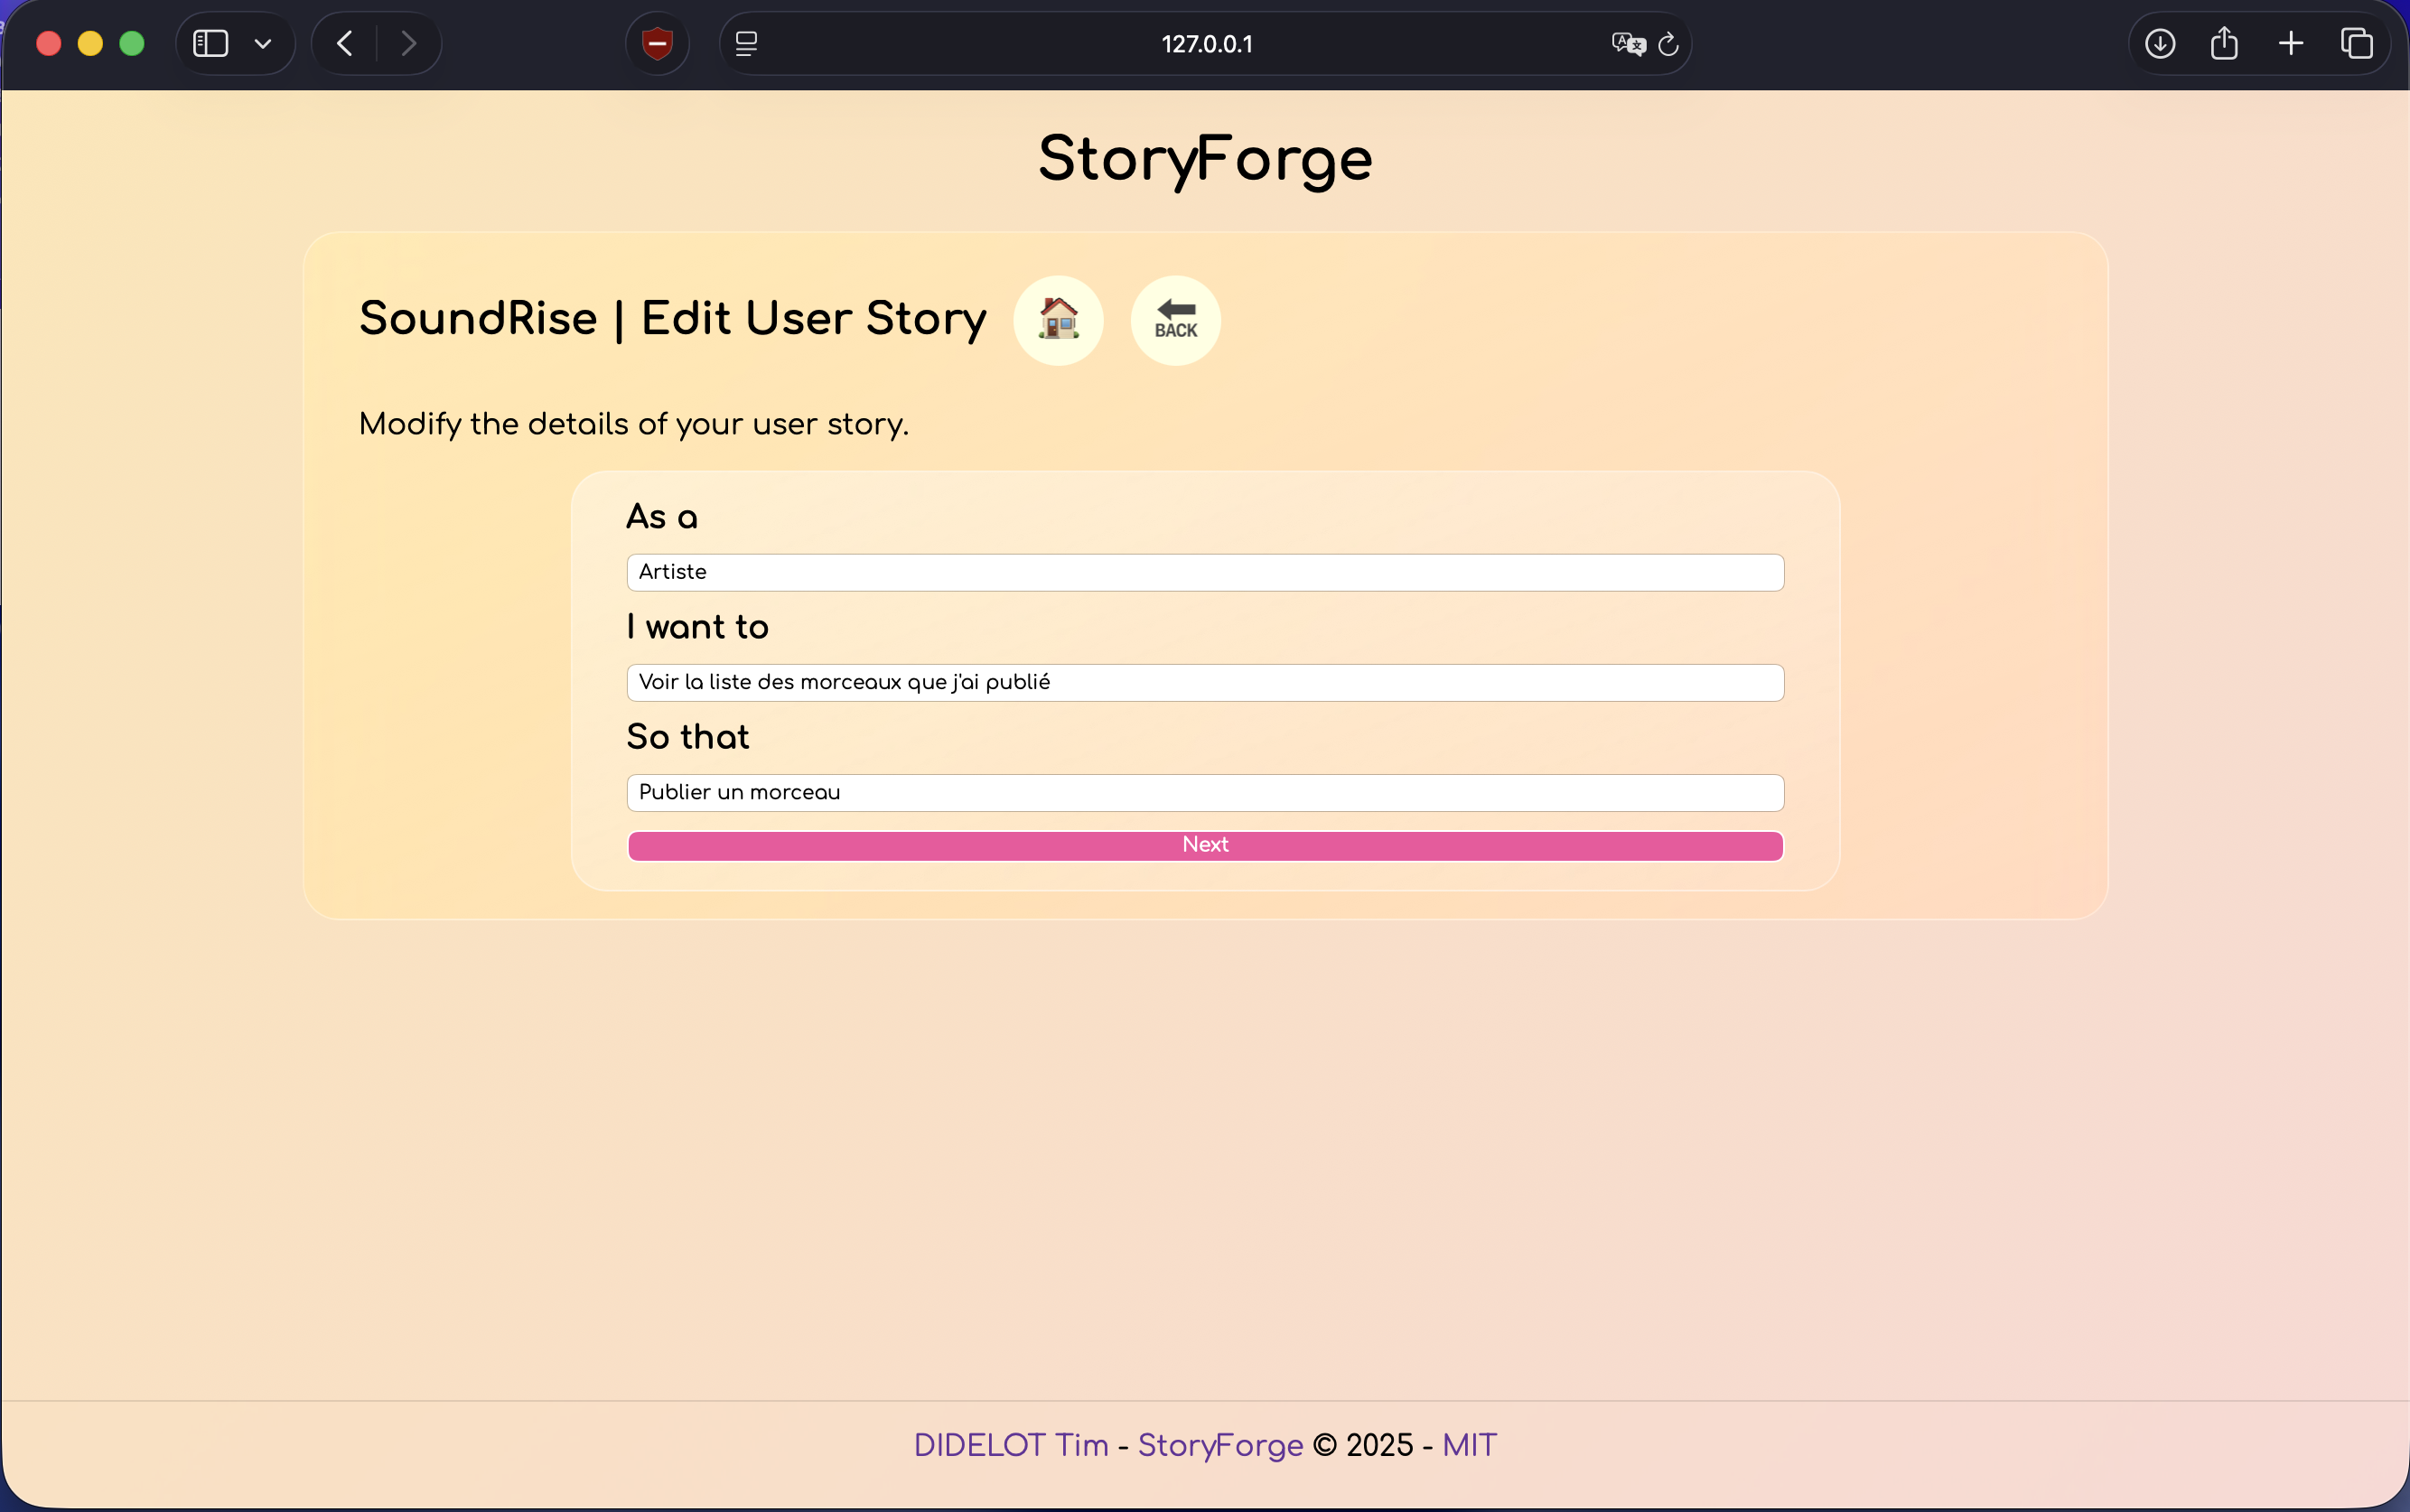 127.0.0.1
StoryForge
SoundRise | Edit User Story
BACK
Modify the details of your user story.
As a
Artiste
I want to
Voir la liste des morceaux que j'ai publié
So that
Publier un morceau
Next
DIDELOT Tim - StoryForge © 2025 - MIT